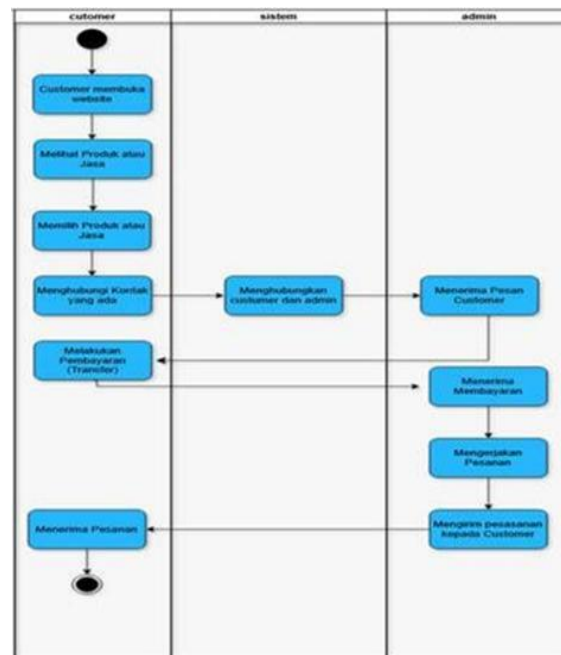 cutomer
sistem
admin
Customer membuka
website
Melihat Produk atau
Jasa
Memilih Produk atau
Jasa
Menghubungi Kontak
yang ada
Menghubungkan
custumer dan admin
Menerima Pesan
Customer
Melakukan
Pembayaran
(Transfer)
Menerima
Membayaran
Mengerjakan
Pesanan
Mengirim pesasanan
kepada Customer
Menerima Pesanan